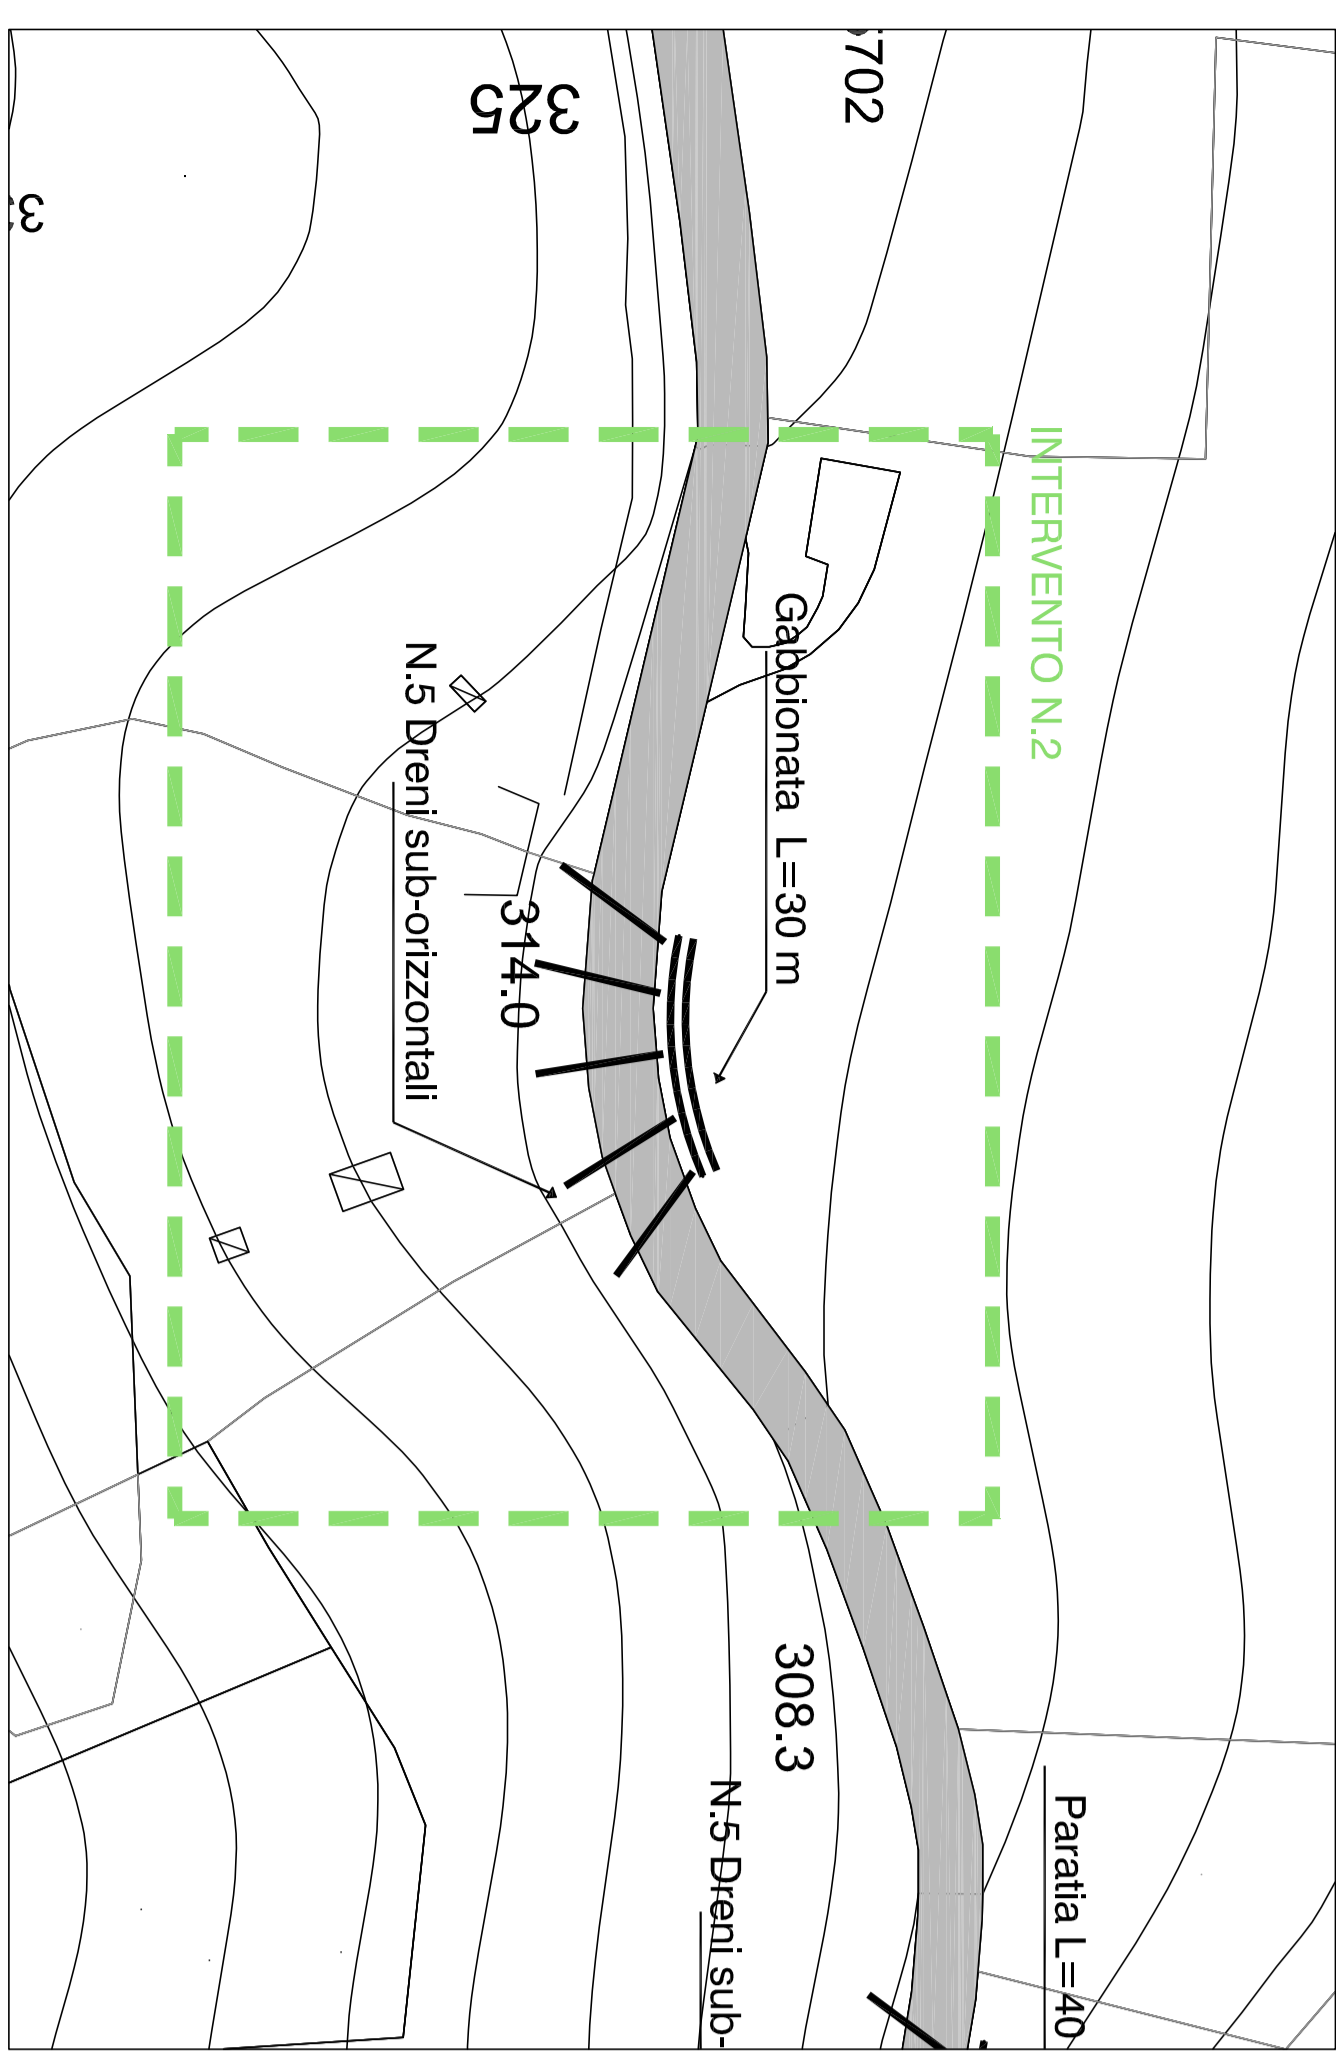 INTERVENTO N.2
325
Gabbionata L=30 m
N.5 Dreni sub-orizzontali
314.0
308.3
Paratia L=40
N.5 Dreni sub-
702